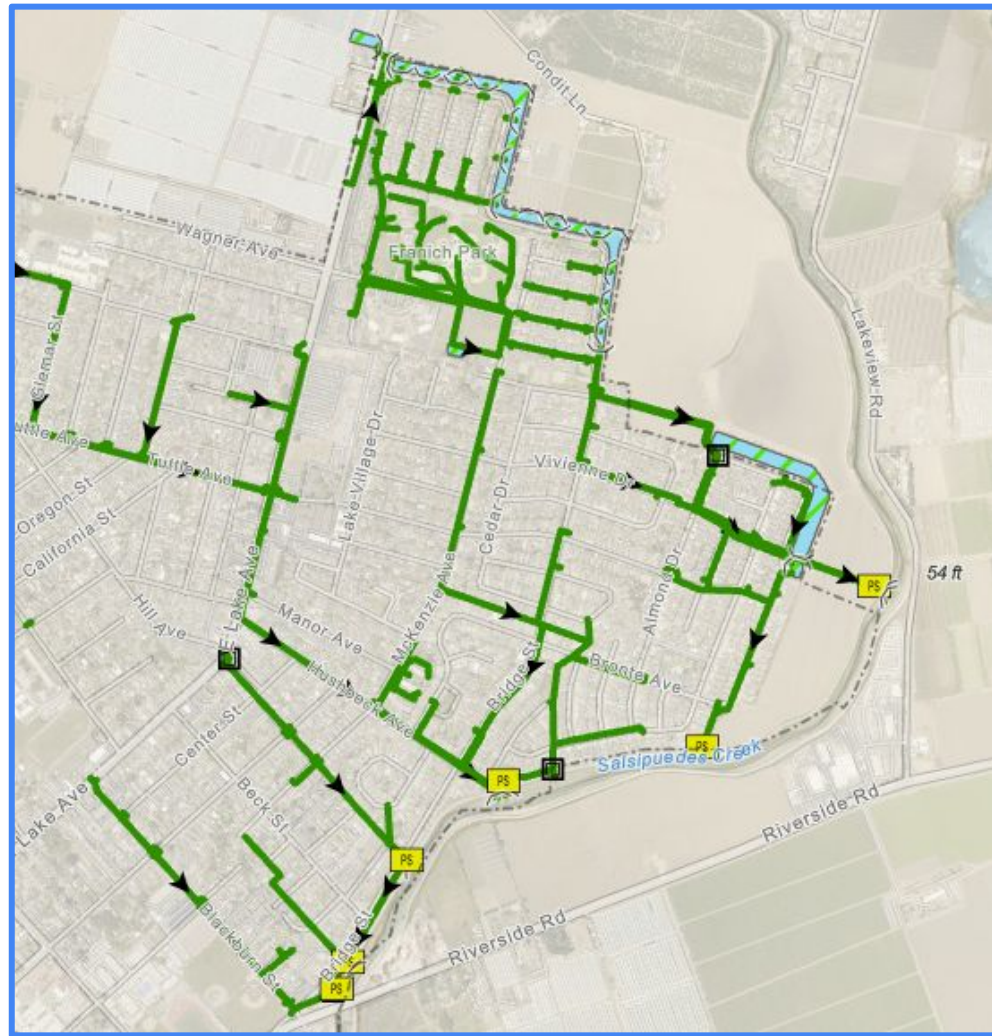 Condit Ln
Wagner Ave
Franich Park
Lakeview Rd
Glemar St
Tuttle Ave
Lake Village Dr
Cedar Dr
Vivienne D
Oregon St
California St
54 ft
PS
Almond Dr
E Lake Ave
Manor Ave
McKenzie Ave
Hill Ave
Bronte Ave
Bridge St
Hushbeck Ave
Center St
PS
Salsipuedes Creek
PS
Beck St
Lake Ave
Riverside Rd
PS
Blackburn St
Bridge St
Riverside Rd
PS